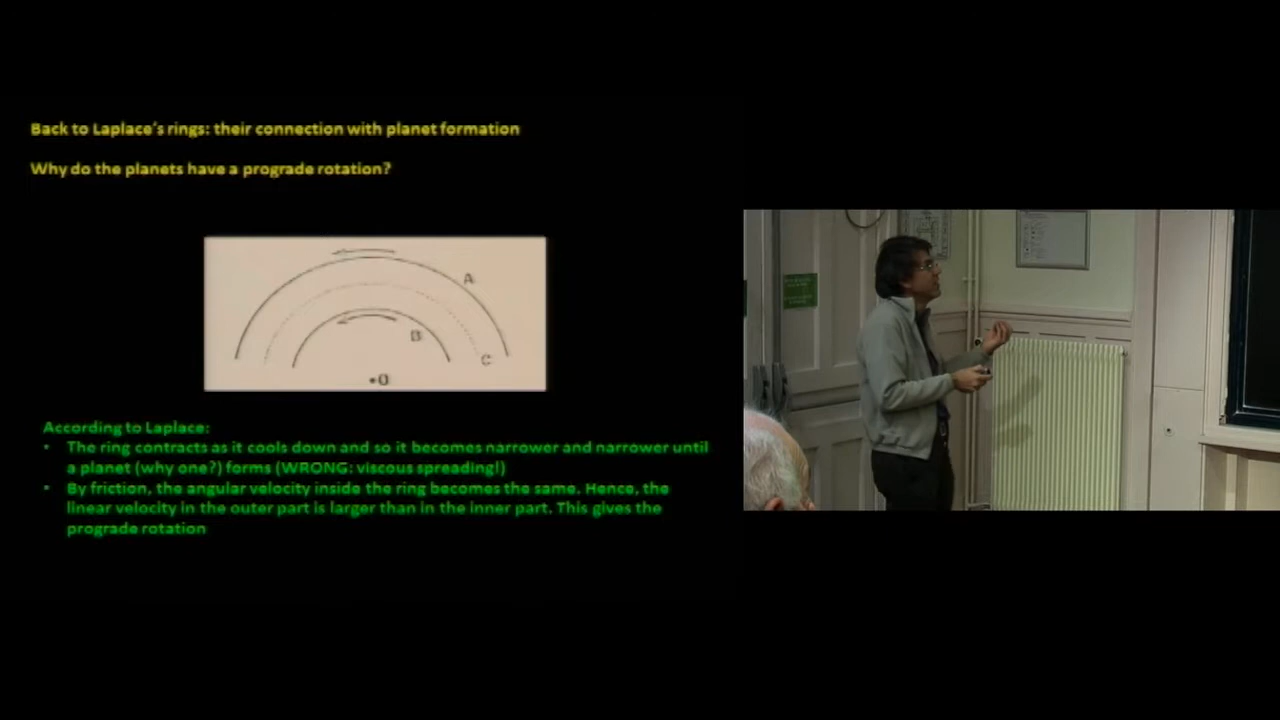 Back to Laplace's rings: their connection with planet formation
Why do the planets have a prograde rotation?
A
B
C
O
According to Laplace:
• The ring contracts as it cools down and so it becomes narrower and narrower until
a planet (why one?) forms (WRONG: viscous spreading!)
• By friction, the angular velocity inside the ring becomes the same. Hence, the
linear velocity in the outer part is larger than in the inner part. This gives the
prograde rotation